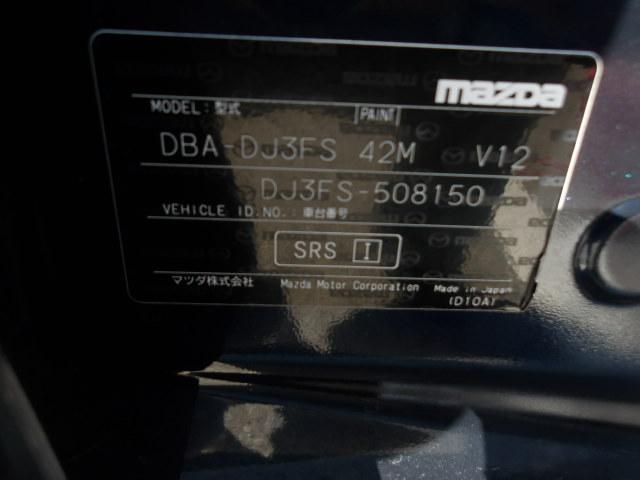 mazda
MODEL：型式 PAINT
DBA-DJ3FS 42M V12
DJ3FS-508150
VEHICLE ID.NO.：車台番号
SRS I
マツダ株式会社 Mazda Motor Corporation Made in Japan
(D10A)